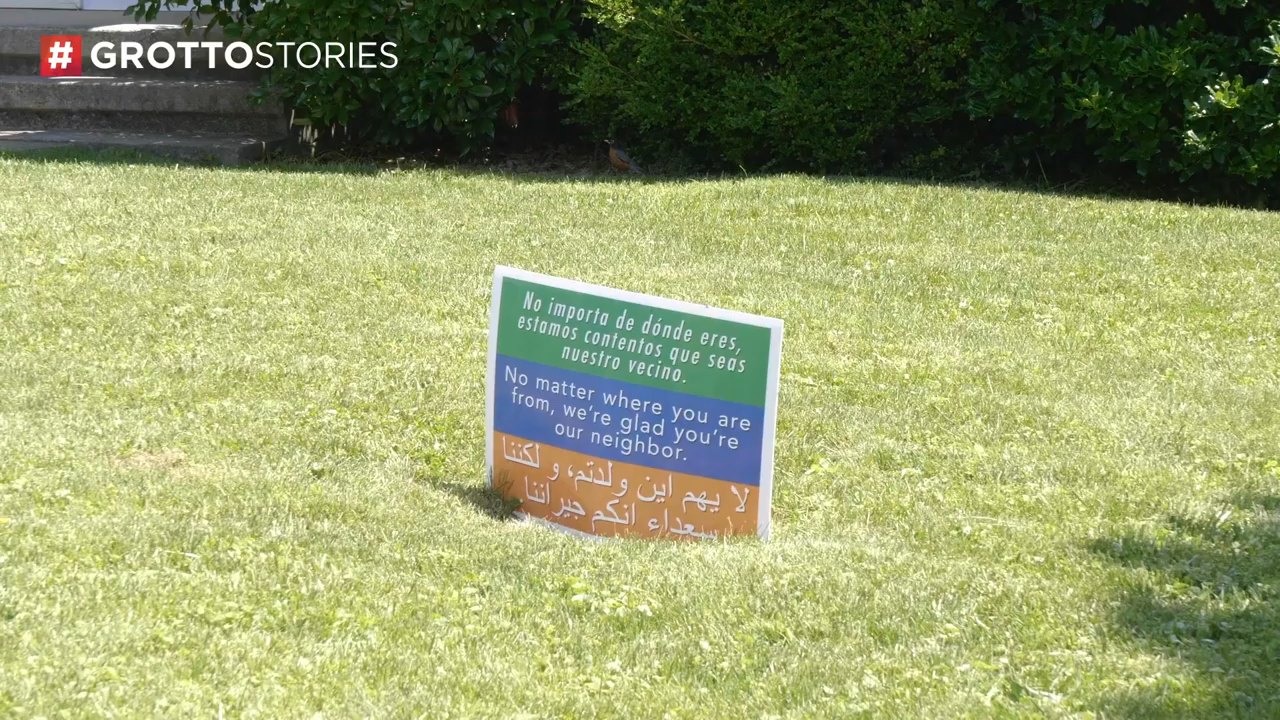 # GROTTOSTORIES
No importa de dónde eres,
estamos contentos que seas
nuestro vecino.
No matter where you are
from, we're glad you're
our neighbor.
لا يهم اين ولدتم، و لكننا
سعداء انكم جيراننا